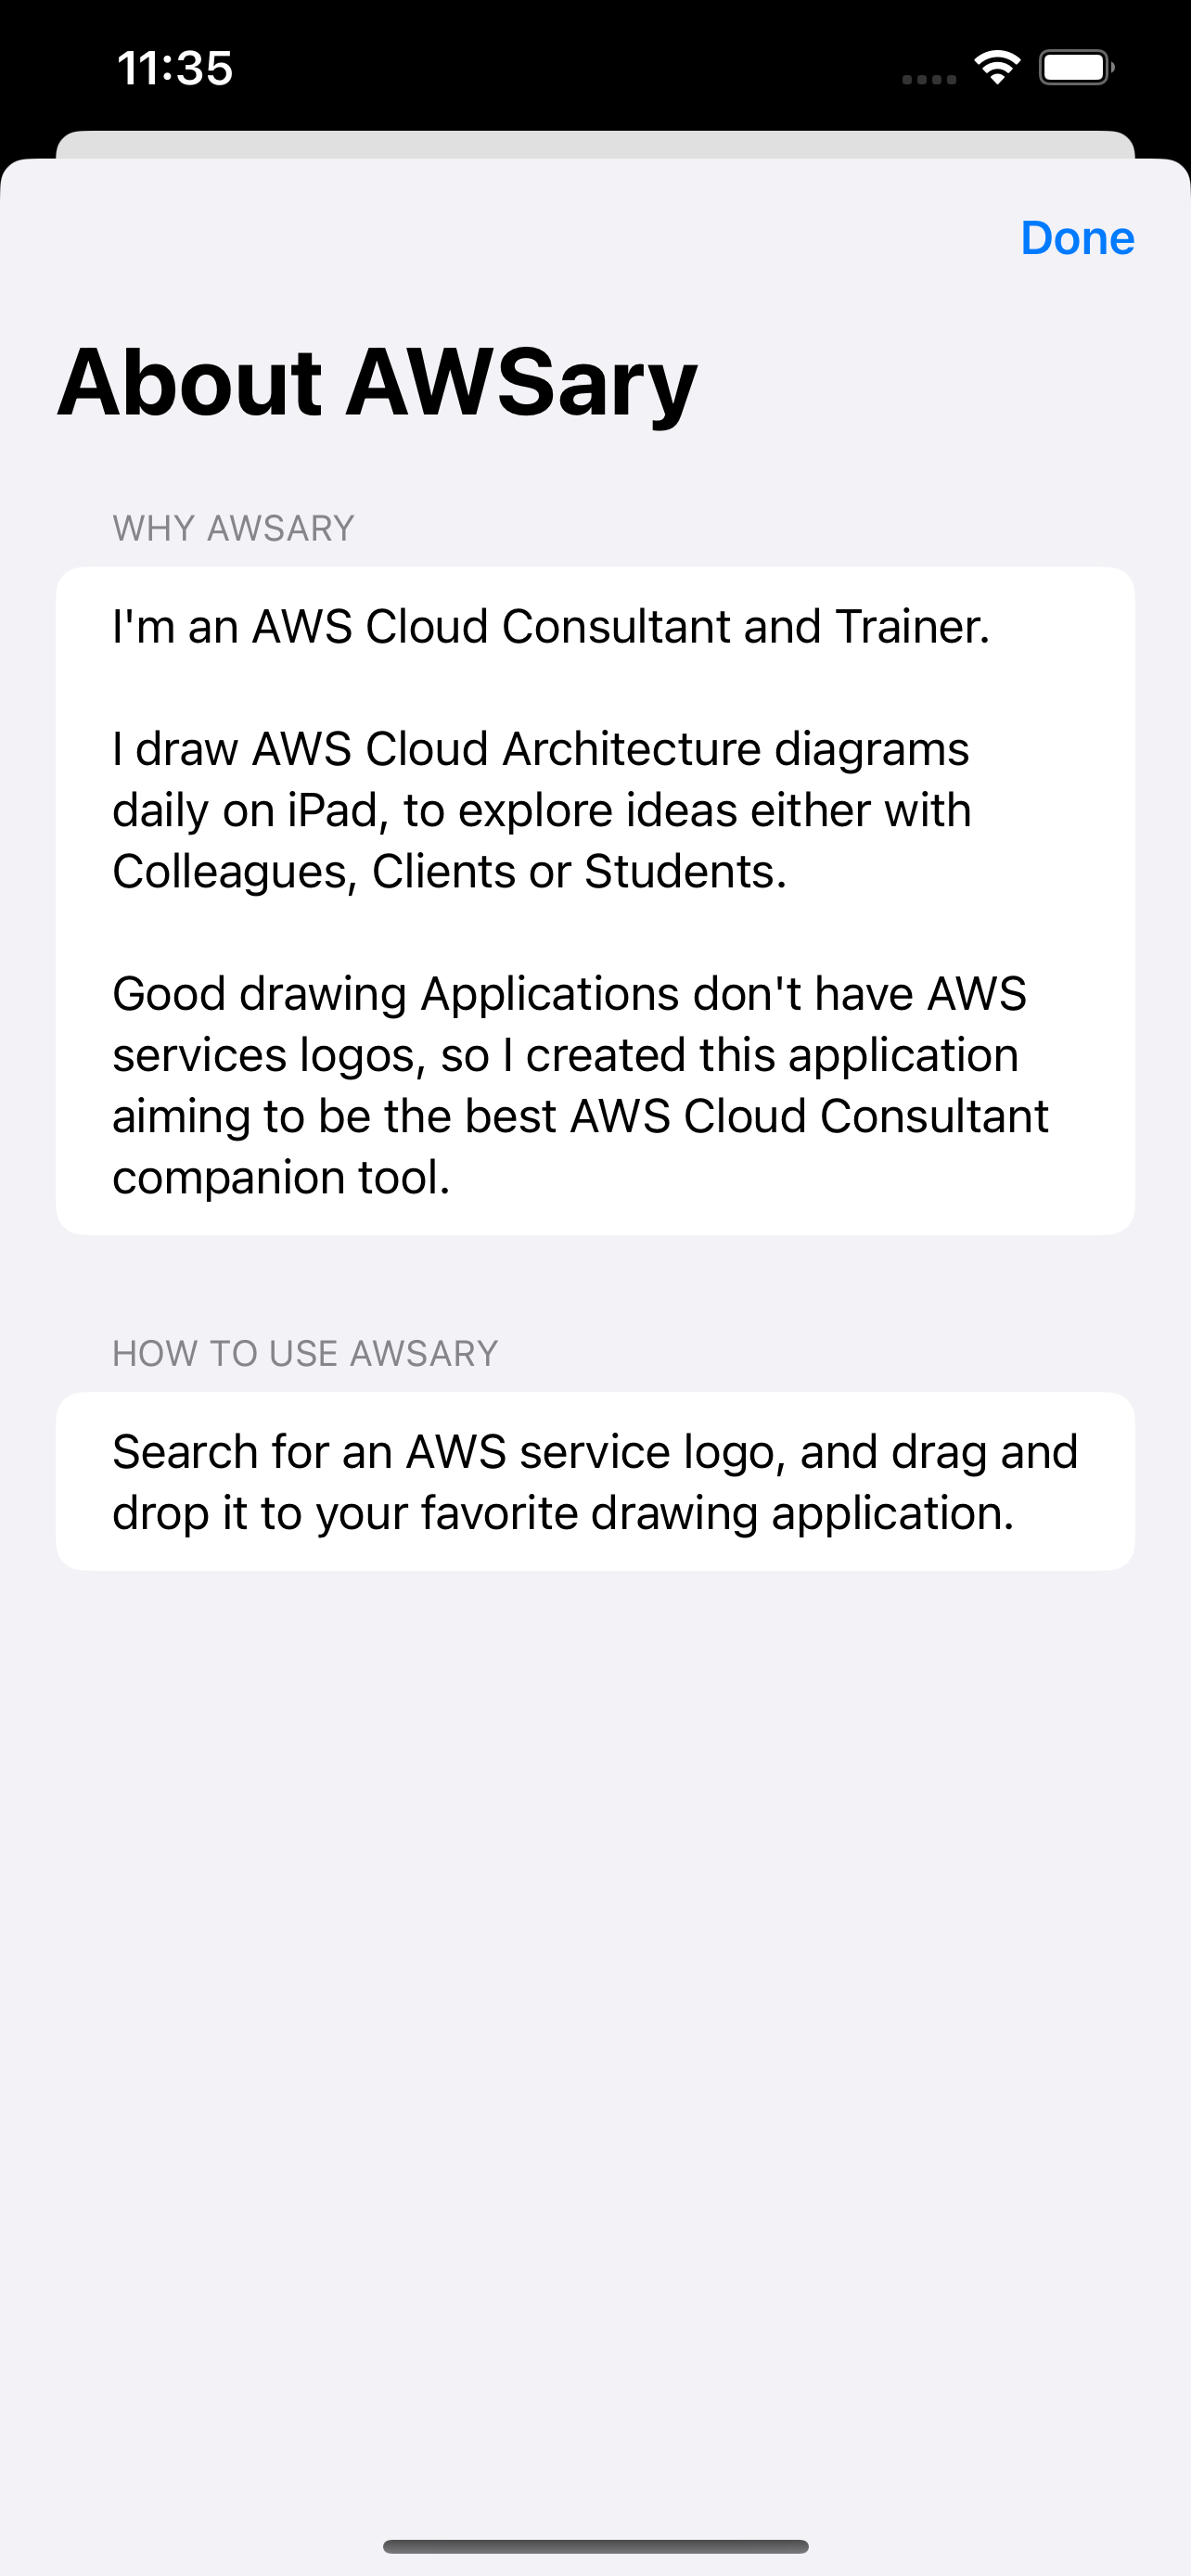 11:35
Done
About AWSary
WHY AWSARY
I'm an AWS Cloud Consultant and Trainer.
I draw AWS Cloud Architecture diagrams
daily on iPad, to explore ideas either with
Colleagues, Clients or Students.
Good drawing Applications don't have AWS
services logos, so I created this application
aiming to be the best AWS Cloud Consultant
companion tool.
HOW TO USE AWSARY
Search for an AWS service logo, and drag and
drop it to your favorite drawing application.